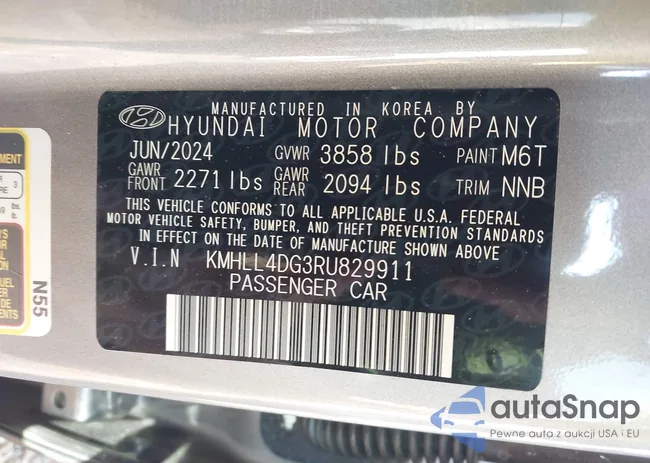 MANUFACTURED IN KOREA BY
HYUNDAI MOTOR COMPANY
JUN/2024 GVWR 3858 lbs PAINT M6T
GAWR FRONT 2271 lbs GAWR REAR 2094 lbs TRIM NNB
THIS VEHICLE CONFORMS TO ALL APPLICABLE U.S.A. FEDERAL
MOTOR VEHICLE SAFETY, BUMPER, AND THEFT PREVENTION STANDARDS
IN EFFECT ON THE DATE OF MANUFACTURE SHOWN ABOVE
V.I.N KMHLL4DG3RU829911
PASSENGER CAR
N55
3
autaSnap
Pewne auta z aukcji USA i EU